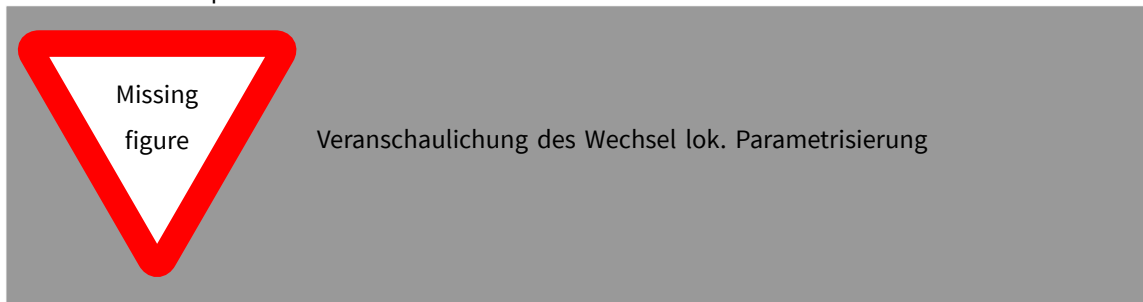 Missing
figure
Veranschaulichung des Wechsel lok. Parametrisierung